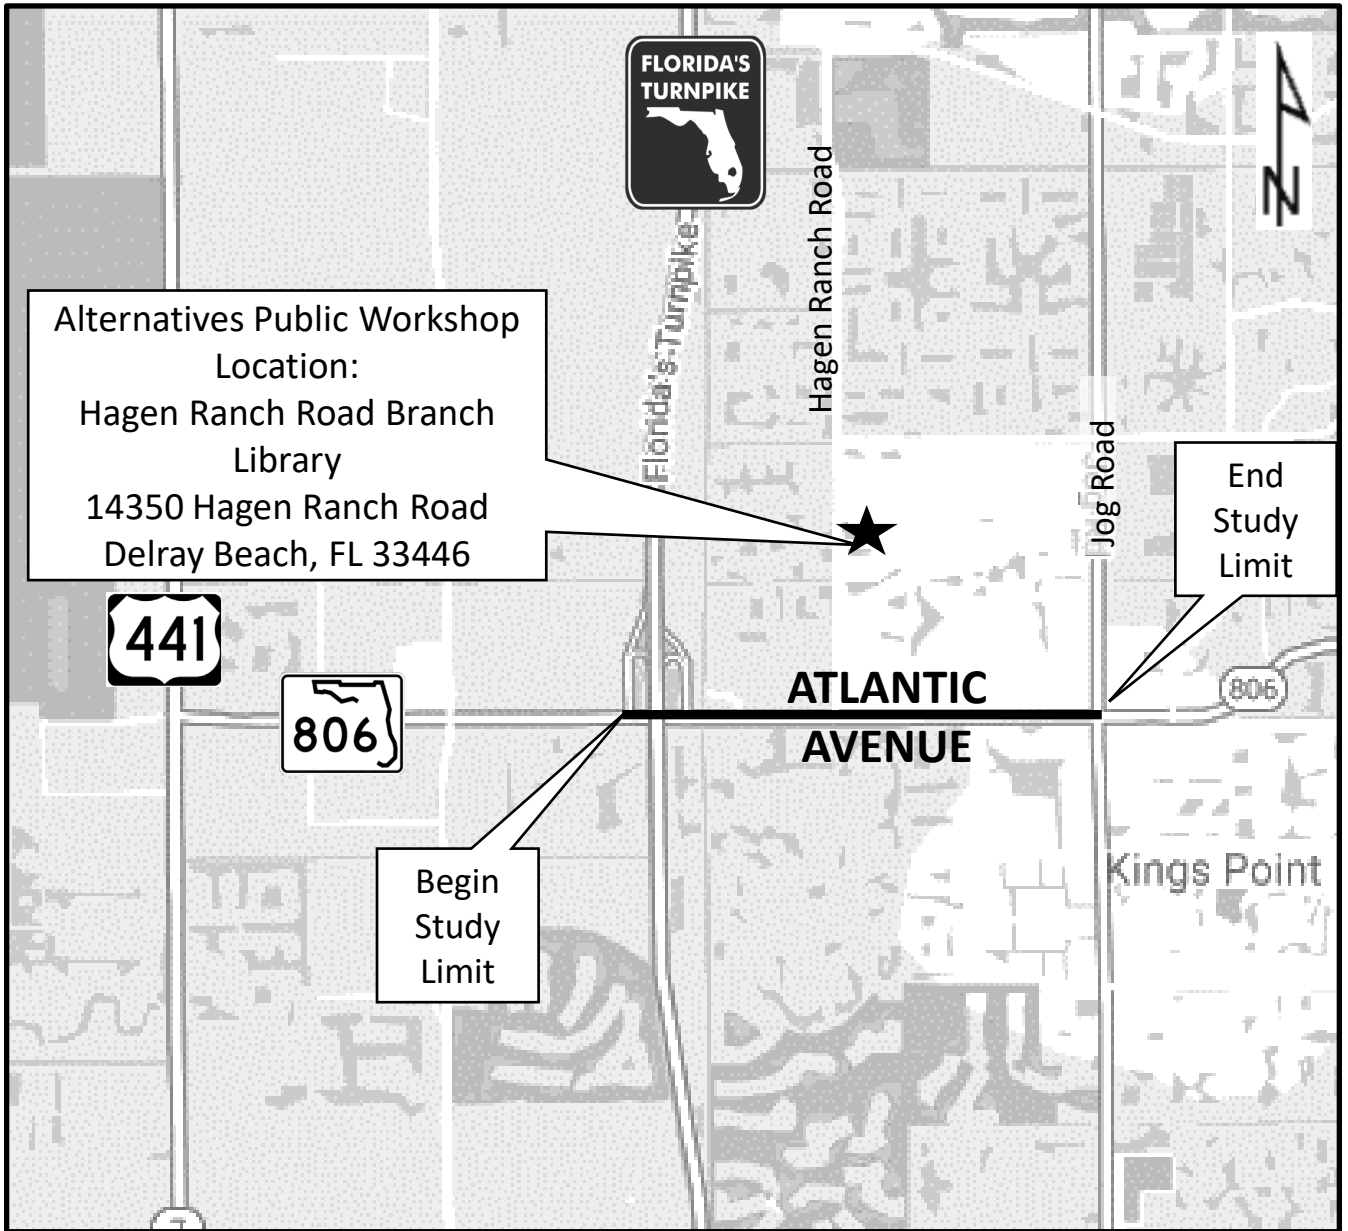 FLORIDA'S
TURNPIKE
N
Hagen Ranch Road
Florida's Turnpike
Alternatives Public Workshop
Location:
Hagen Ranch Road Branch
Library
14350 Hagen Ranch Road
Delray Beach, FL 33446
Jog Road
End
Study
Limit
441
806
806
ATLANTIC
AVENUE
Begin
Study
Limit
Kings Point
7